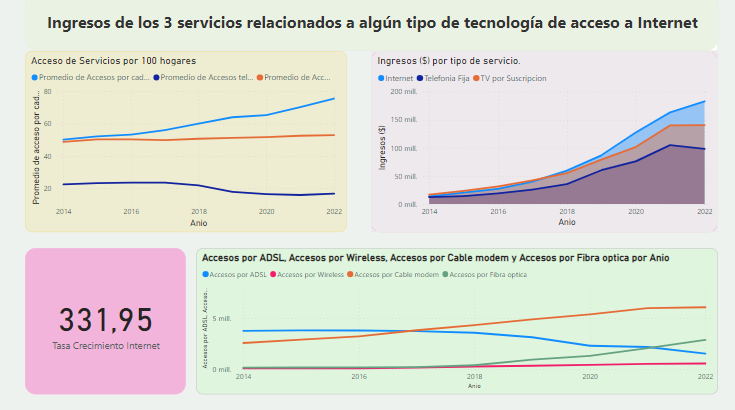 Ingresos de los 3 servicios relacionados a algún tipo de tecnología de acceso a Internet
Acceso de Servicios por 100 hogares
Promedio de Accesos por cad... Promedio de Accesos tel... Promedio de Acc...
Promedio de acceso por cad...
80
60
40
20
2014 2016 2018 2020 2022
Anio
Ingresos ($) por tipo de servicio.
Internet Telefonia Fija TV por Suscripcion
Ingresos ($)
200 mil.
150 mil.
100 mil.
50 mil.
0 mil.
2014 2016 2018 2020 2022
Anio
331,95
Tasa Crecimiento Internet
Accesos por ADSL, Accesos por Wireless, Accesos por Cable modem y Accesos por Fibra optica por Anio
Accesos por ADSL Accesos por Wireless Accesos por Cable modem Accesos por Fibra optica
Accesos por ADSL, Acceso...
5 mill.
0 mill.
2014 2016 2018 2020 2022
Anio